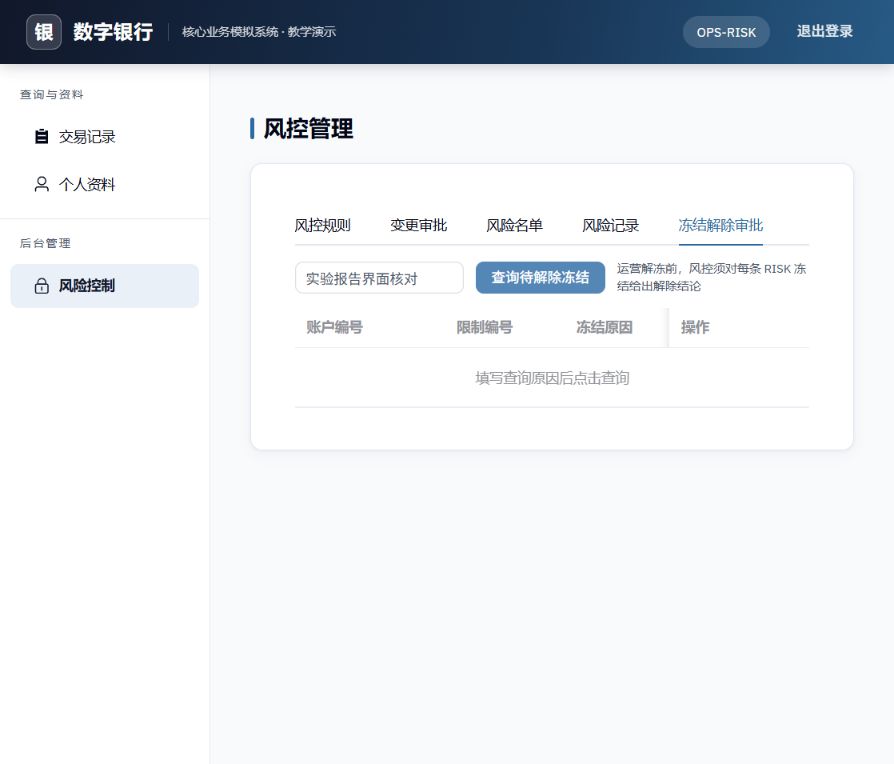 银 数字银行 核心业务模拟系统·教学演示 OPS-RISK 退出登录
查询与资料
交易记录
个人资料
后台管理
风险控制
风控管理
风控规则 变更审批 风险名单 风险记录 冻结解除审批
实验报告界面核对 查询待解除冻结
运营解冻前，风控须对每条 RISK 冻
结给出解除结论
账户编号 限制编号 冻结原因 操作
填写查询原因后点击查询